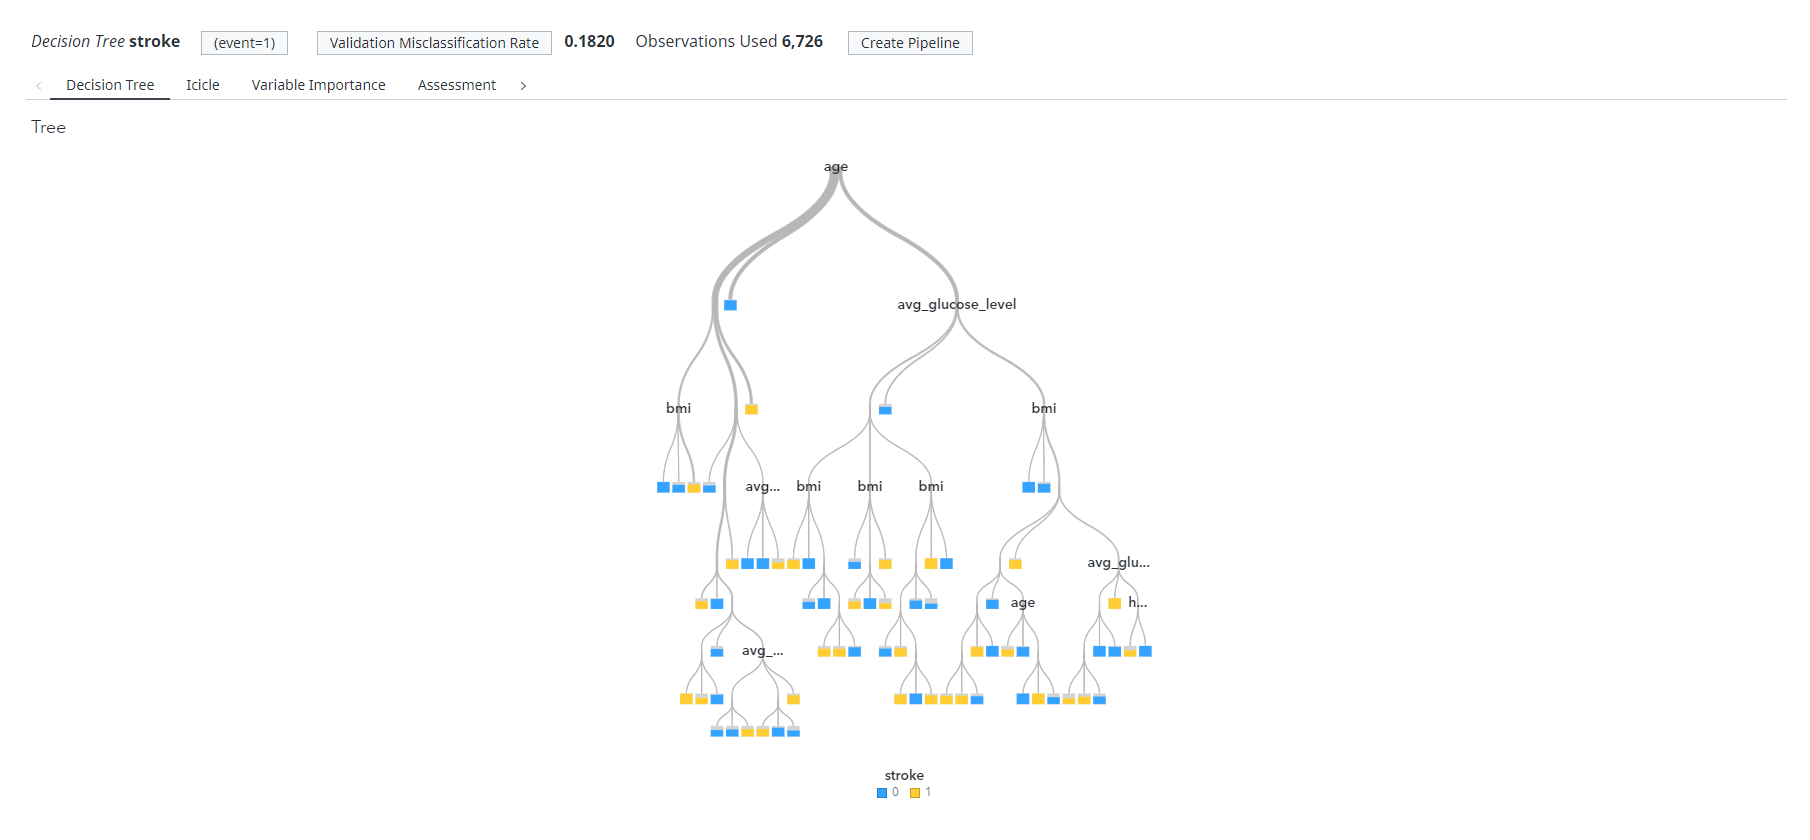 Decision Tree stroke (event=1) Validation Misclassification Rate 0.1820 Observations Used 6,726 Create Pipeline
Decision Tree Icicle Variable Importance Assessment
Tree
age
avg_glucose_level
bmi bmi
avg... bmi bmi bmi
avg_glu...
age h...
avg_...
stroke
0 1